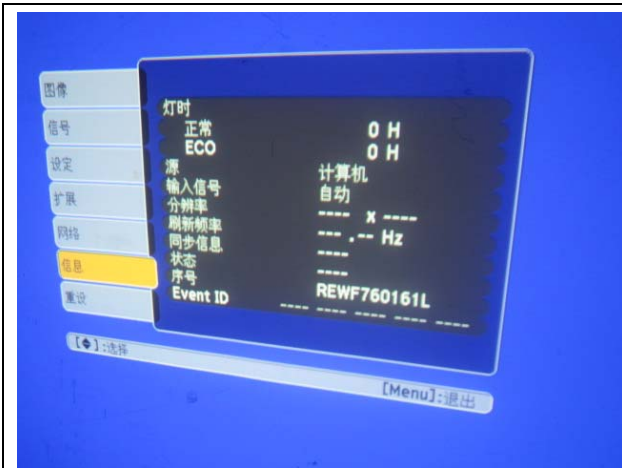 图像
信号
设定
扩展
网络
信息
重设
灯时
正常 0 H
ECO 0 H
源 计算机
输入信号 自动
分辨率 ---- x ----
刷新频率 --- .-- Hz
同步信息 ----
状态 ----
序号 REWF760161L
Event ID ---- ---- ---- ---- ----
[◆]:选择
[Menu]:退出